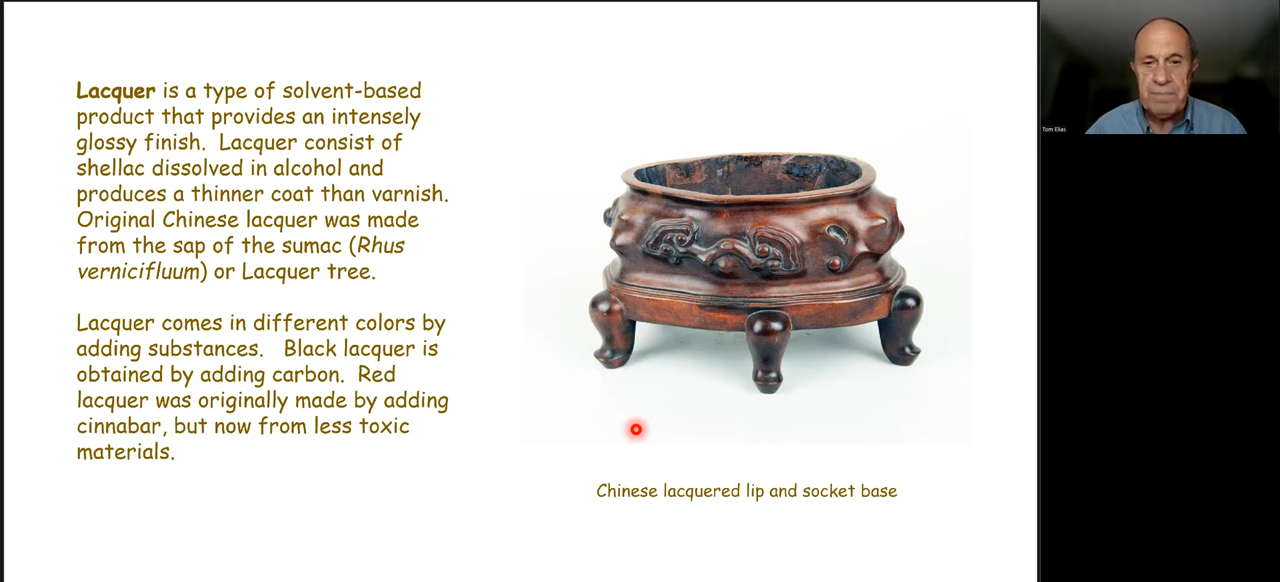 Lacquer is a type of solvent-based
product that provides an intensely
glossy finish.  Lacquer consist of
shellac dissolved in alcohol and
produces a thinner coat than varnish.
Original Chinese lacquer was made
from the sap of the sumac (Rhus
vernicifluum) or Lacquer tree.
Lacquer comes in different colors by
adding substances.   Black lacquer is
obtained by adding carbon.  Red
lacquer was originally made by adding
cinnabar, but now from less toxic
materials.
Chinese lacquered lip and socket base
Tom Elias